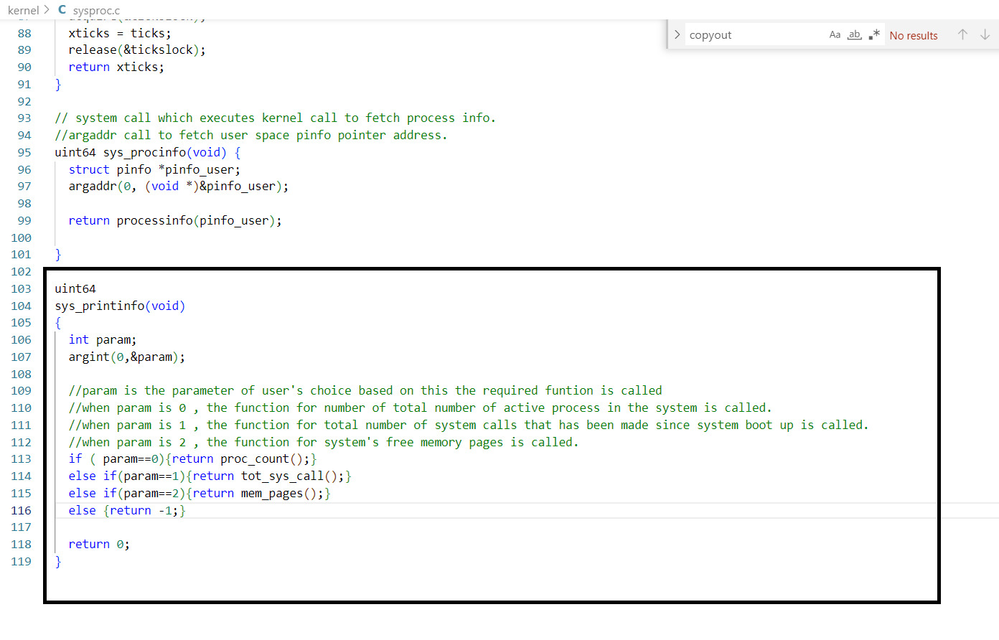 kernel > C sysproc.c
copyout Aa ab .* No results
88 xticks = ticks;
89 release(&tickslock);
90 return xticks;
91 }
92
93 // system call which executes kernel call to fetch process info.
94 //argaddr call to fetch user space pinfo pointer address.
95 uint64 sys_procinfo(void) {
96 struct pinfo *pinfo_user;
97 argaddr(0, (void *)&pinfo_user);
98
99 return processinfo(pinfo_user);
100
101 }
102
103 uint64
104 sys_printinfo(void)
105 {
106 int param;
107 argint(0,&param);
108
109 //param is the parameter of user's choice based on this the required funtion is called
110 //when param is 0 , the function for number of total number of active process in the system is called.
111 //when param is 1 , the function for total number of system calls that has been made since system boot up is called.
112 //when param is 2 , the function for system's free memory pages is called.
113 if ( param==0){return proc_count();}
114 else if(param==1){return tot_sys_call();}
115 else if(param==2){return mem_pages();}
116 else {return -1;}
117
118 return 0;
119 }